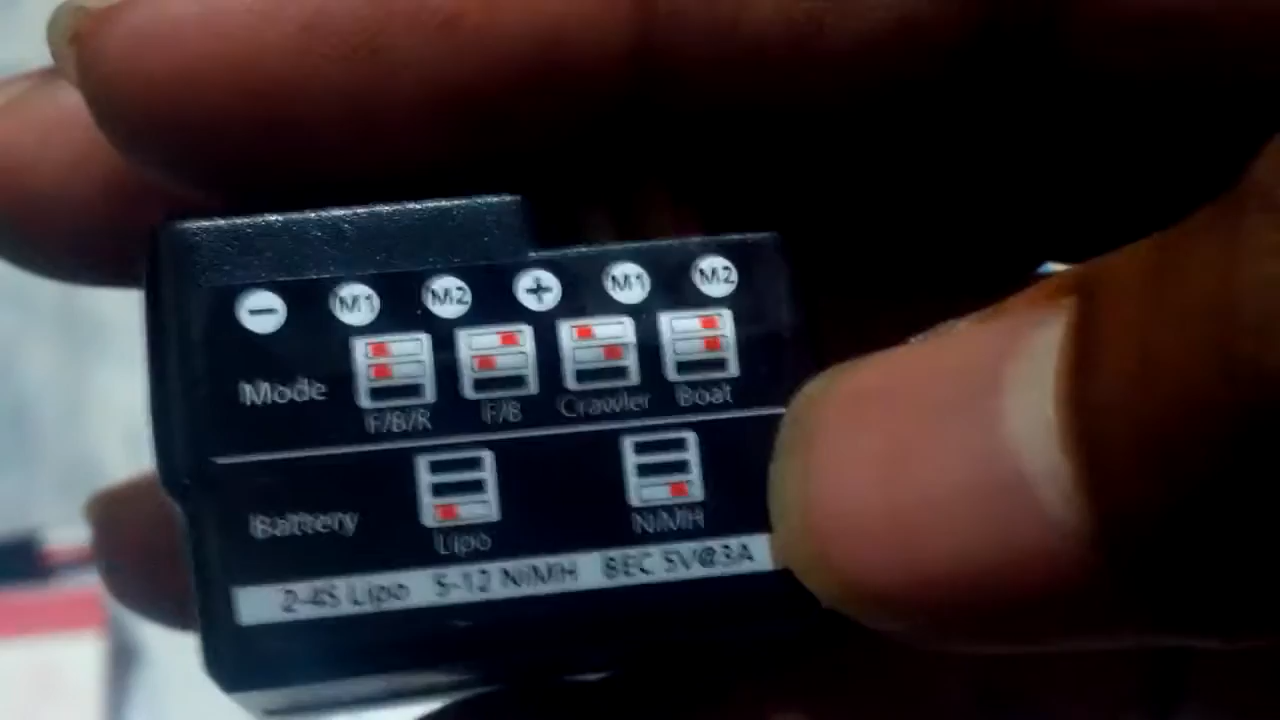 − M1 M2 + M1 M2
Mode
F/B/R F/B Crawler Boat
Battery
Lipo NiMH
2-4S Lipo 5-12 NiMH BEC 5V@3A